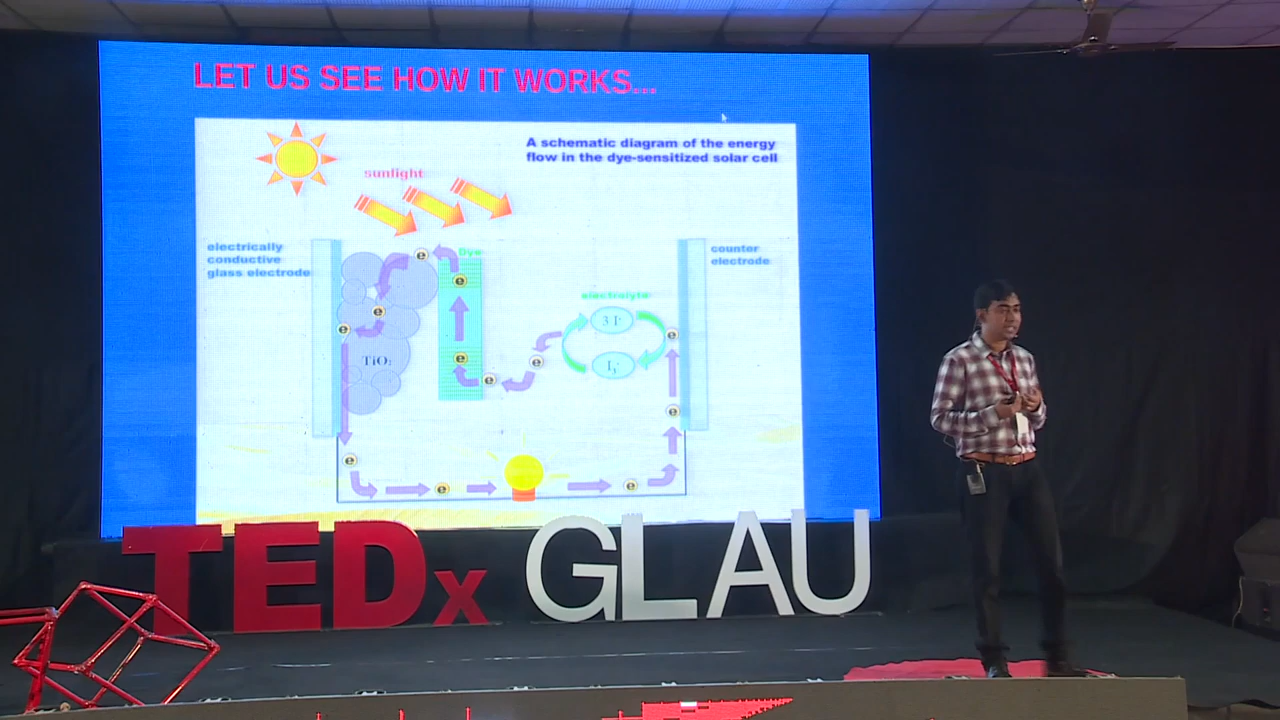 LET US SEE HOW IT WORKS...
A schematic diagram of the energy
flow in the dye-sensitized solar cell
sunlight
electrically
conductive
glass electrode
Dye
counter
electrode
electrolyte
3 I⁻
I₃⁻
TiO₂
e
e
e
e
e
e
e
e
e
e
e
e
e
TEDx GLAU